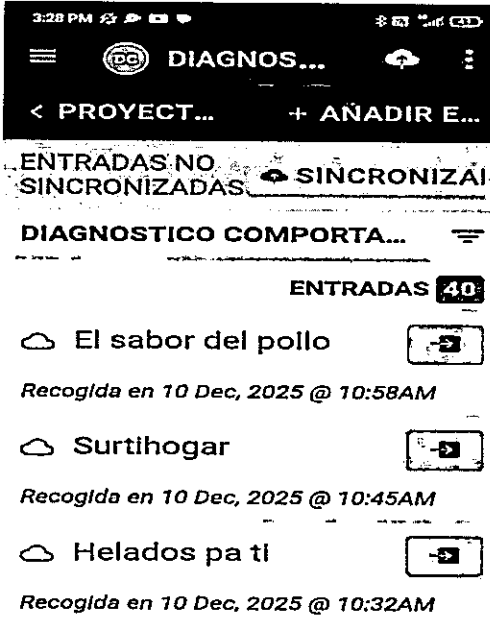 3:28 PM
DC DIAGNOS...
< PROYECT... + AÑADIR E...
ENTRADAS NO
SINCRONIZADAS SINCRONIZAI
DIAGNOSTICO COMPORTA...
ENTRADAS 40
El sabor del pollo
Recogida en 10 Dec, 2025 @ 10:58AM
Surtihogar
Recogida en 10 Dec, 2025 @ 10:45AM
Helados pa ti
Recogida en 10 Dec, 2025 @ 10:32AM